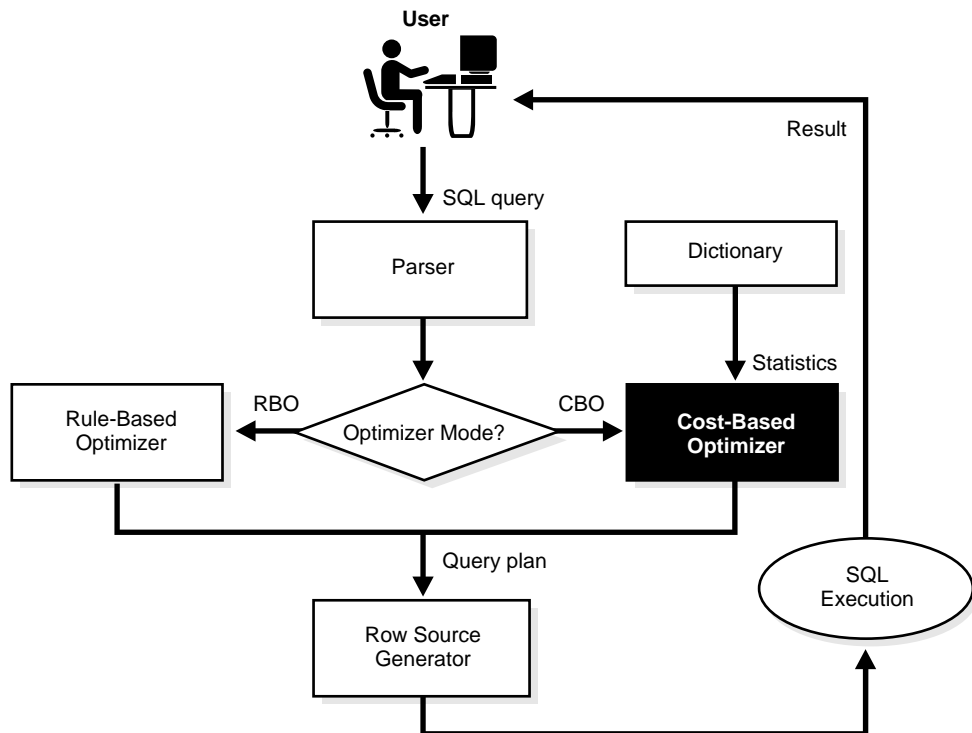 User
Result
SQL query
Parser
Dictionary
Statistics
RBO
CBO
Rule-Based
Optimizer
Optimizer Mode?
Cost-Based
Optimizer
Query plan
SQL
Execution
Row Source
Generator